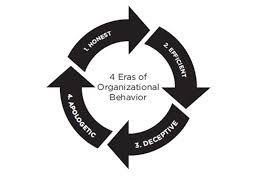 4 Eras of
Organizational
Behavior
1. HONEST
2. EFFICIENT
3. DECEPTIVE
4. APOLOGETIC